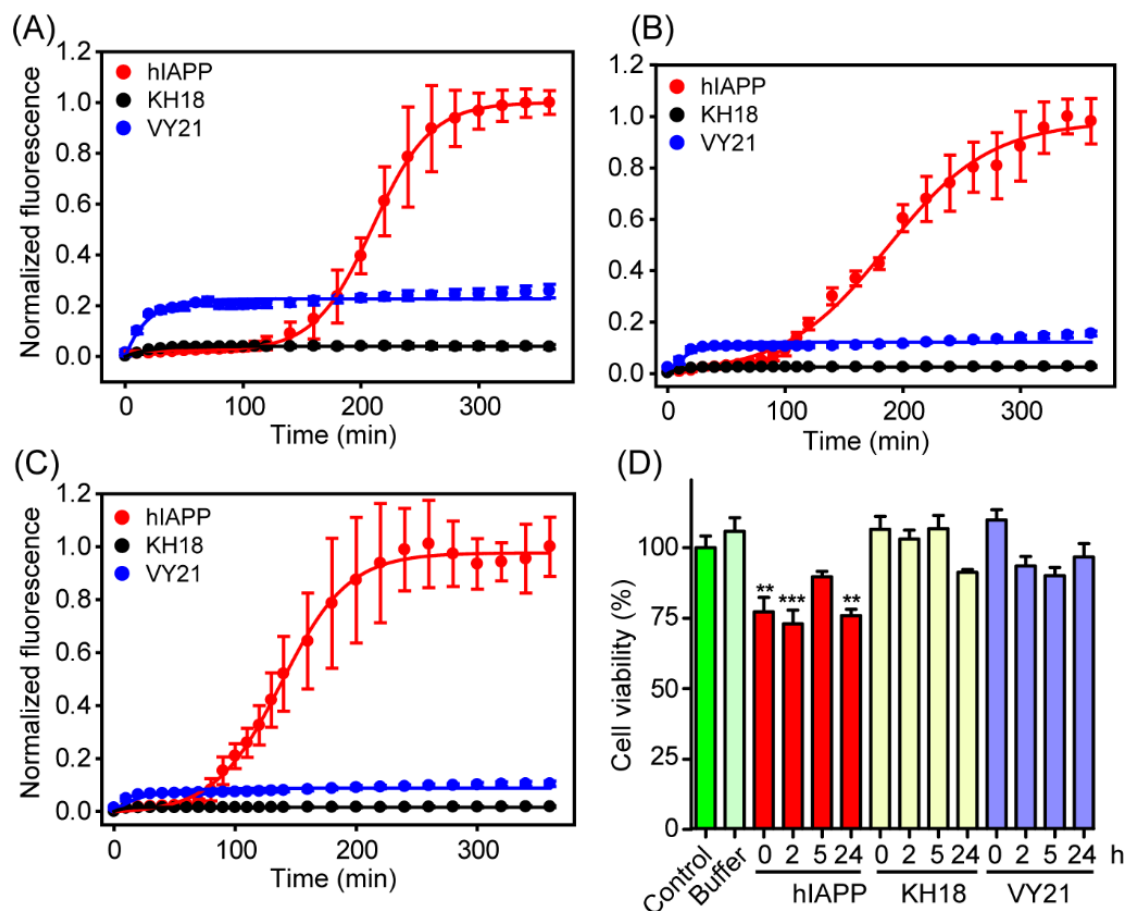 (A)
1.2
1.0
0.8
0.6
0.4
0.2
0.0
Normalized fluorescence
hIAPP
KH18
VY21
0 100 200 300
Time (min)
(B)
1.2
1.0
0.8
0.6
0.4
0.2
0.0
Normalized fluorescence
hIAPP
KH18
VY21
0 100 200 300
Time (min)
(C)
1.2
1.0
0.8
0.6
0.4
0.2
0.0
Normalized fluorescence
hIAPP
KH18
VY21
0 100 200 300
Time (min)
(D)
100
75
50
25
0
Cell viability (%)
** *** **
Control Buffer 0 2 5 24 0 2 5 24 0 2 5 24 h
hIAPP KH18 VY21